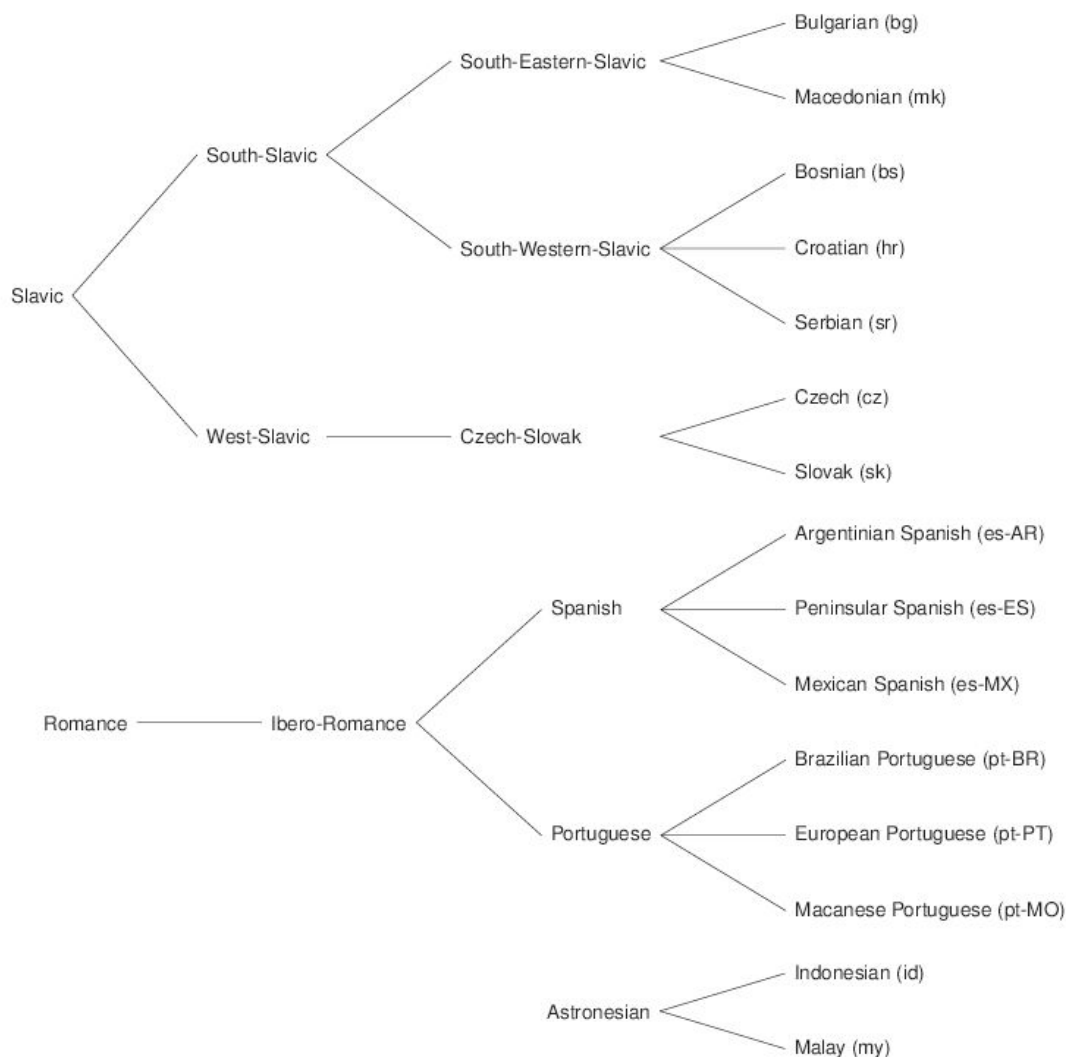 Bulgarian (bg)
South-Eastern-Slavic
Macedonian (mk)
South-Slavic
Bosnian (bs)
South-Western-Slavic
Croatian (hr)
Slavic
Serbian (sr)
Czech (cz)
West-Slavic
Czech-Slovak
Slovak (sk)
Argentinian Spanish (es-AR)
Spanish
Peninsular Spanish (es-ES)
Mexican Spanish (es-MX)
Romance
Ibero-Romance
Brazilian Portuguese (pt-BR)
Portuguese
European Portuguese (pt-PT)
Macanese Portuguese (pt-MO)
Indonesian (id)
Astronesian
Malay (my)